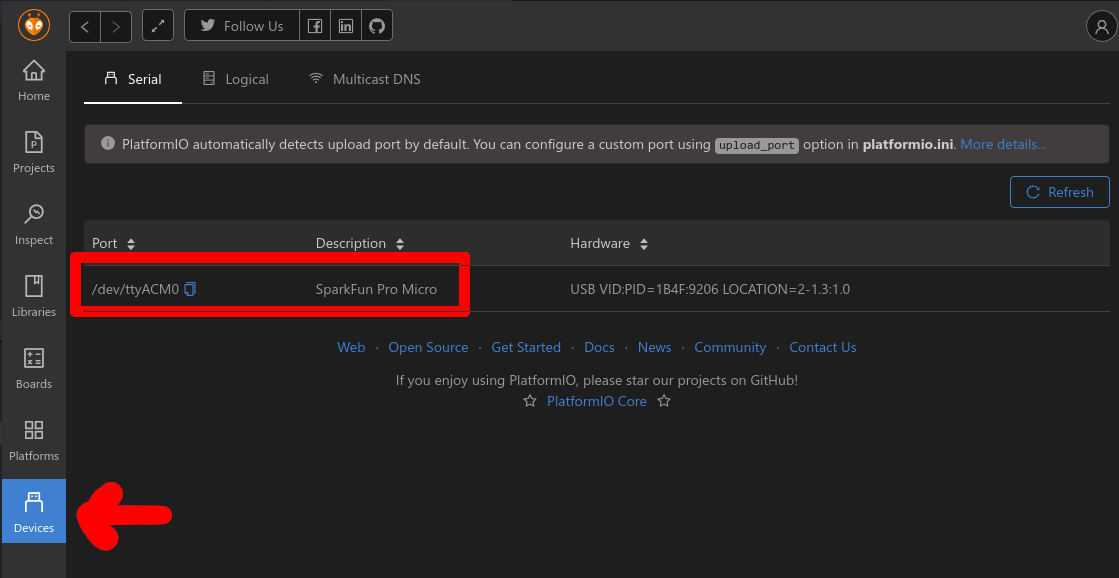 Follow Us
Home
Projects
Inspect
Libraries
Boards
Platforms
Devices
Serial Logical Multicast DNS
PlatformIO automatically detects upload port by default. You can configure a custom port using upload_port option in platformio.ini. More details...
Refresh
Port Description Hardware
/dev/ttyACM0 SparkFun Pro Micro USB VID:PID=1B4F:9206 LOCATION=2-1.3:1.0
Web · Open Source · Get Started · Docs · News · Community · Contact Us
If you enjoy using PlatformIO, please star our projects on GitHub!
PlatformIO Core